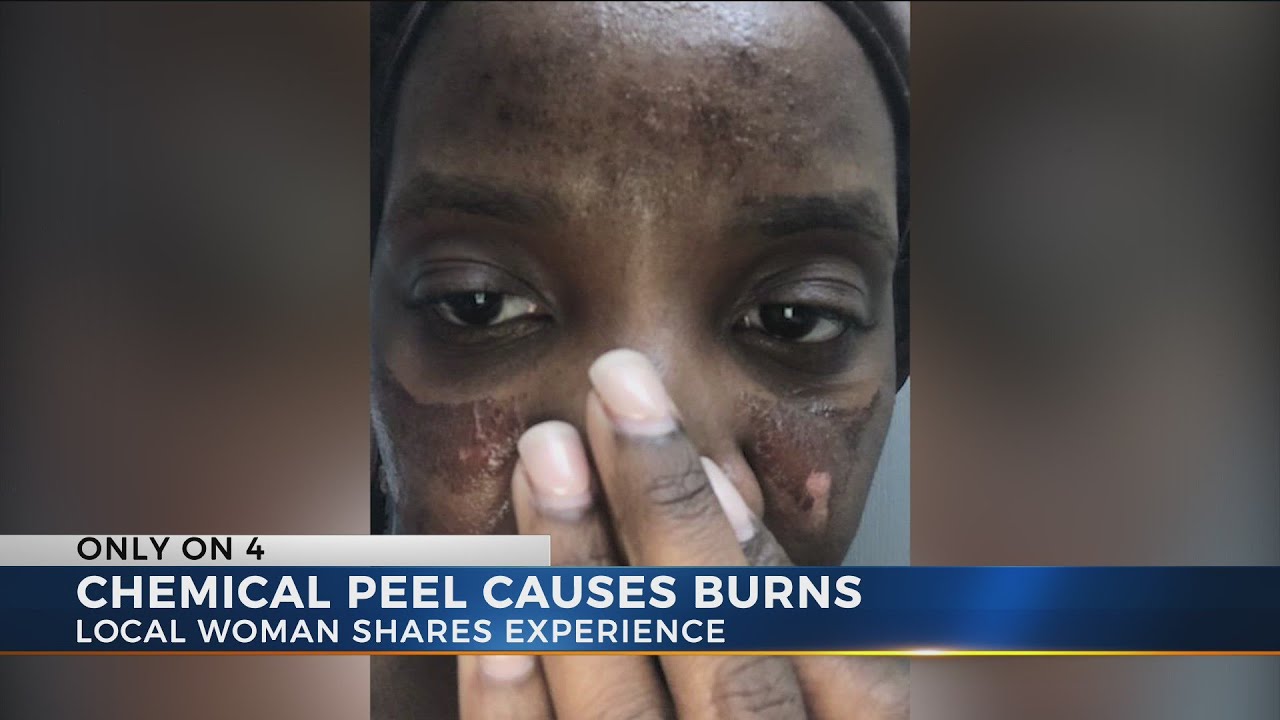 ONLY ON 4
CHEMICAL PEEL CAUSES BURNS
LOCAL WOMAN SHARES EXPERIENCE